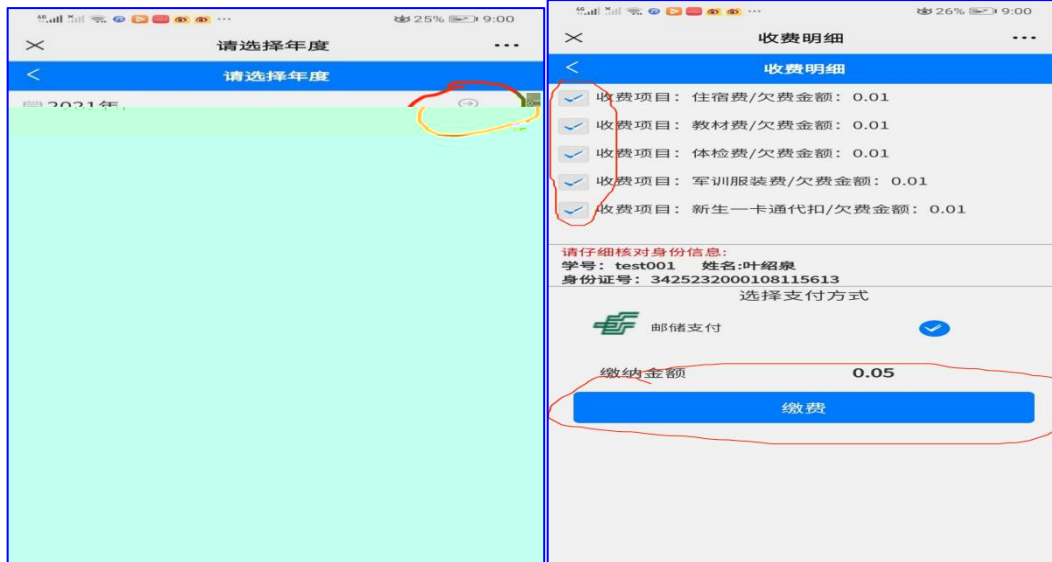 25% 9:00
请选择年度
请选择年度
2021年
26% 9:00
收费明细
收费明细
收费项目：住宿费/欠费金额：0.01
收费项目：教材费/欠费金额：0.01
收费项目：体检费/欠费金额：0.01
收费项目：军训服装费/欠费金额：0.01
收费项目：新生一卡通代扣/欠费金额：0.01
请仔细核对身份信息:
学号：test001 姓名:叶绍泉
身份证号：3425232000108115613
选择支付方式
邮储支付
缴纳金额 0.05
缴费